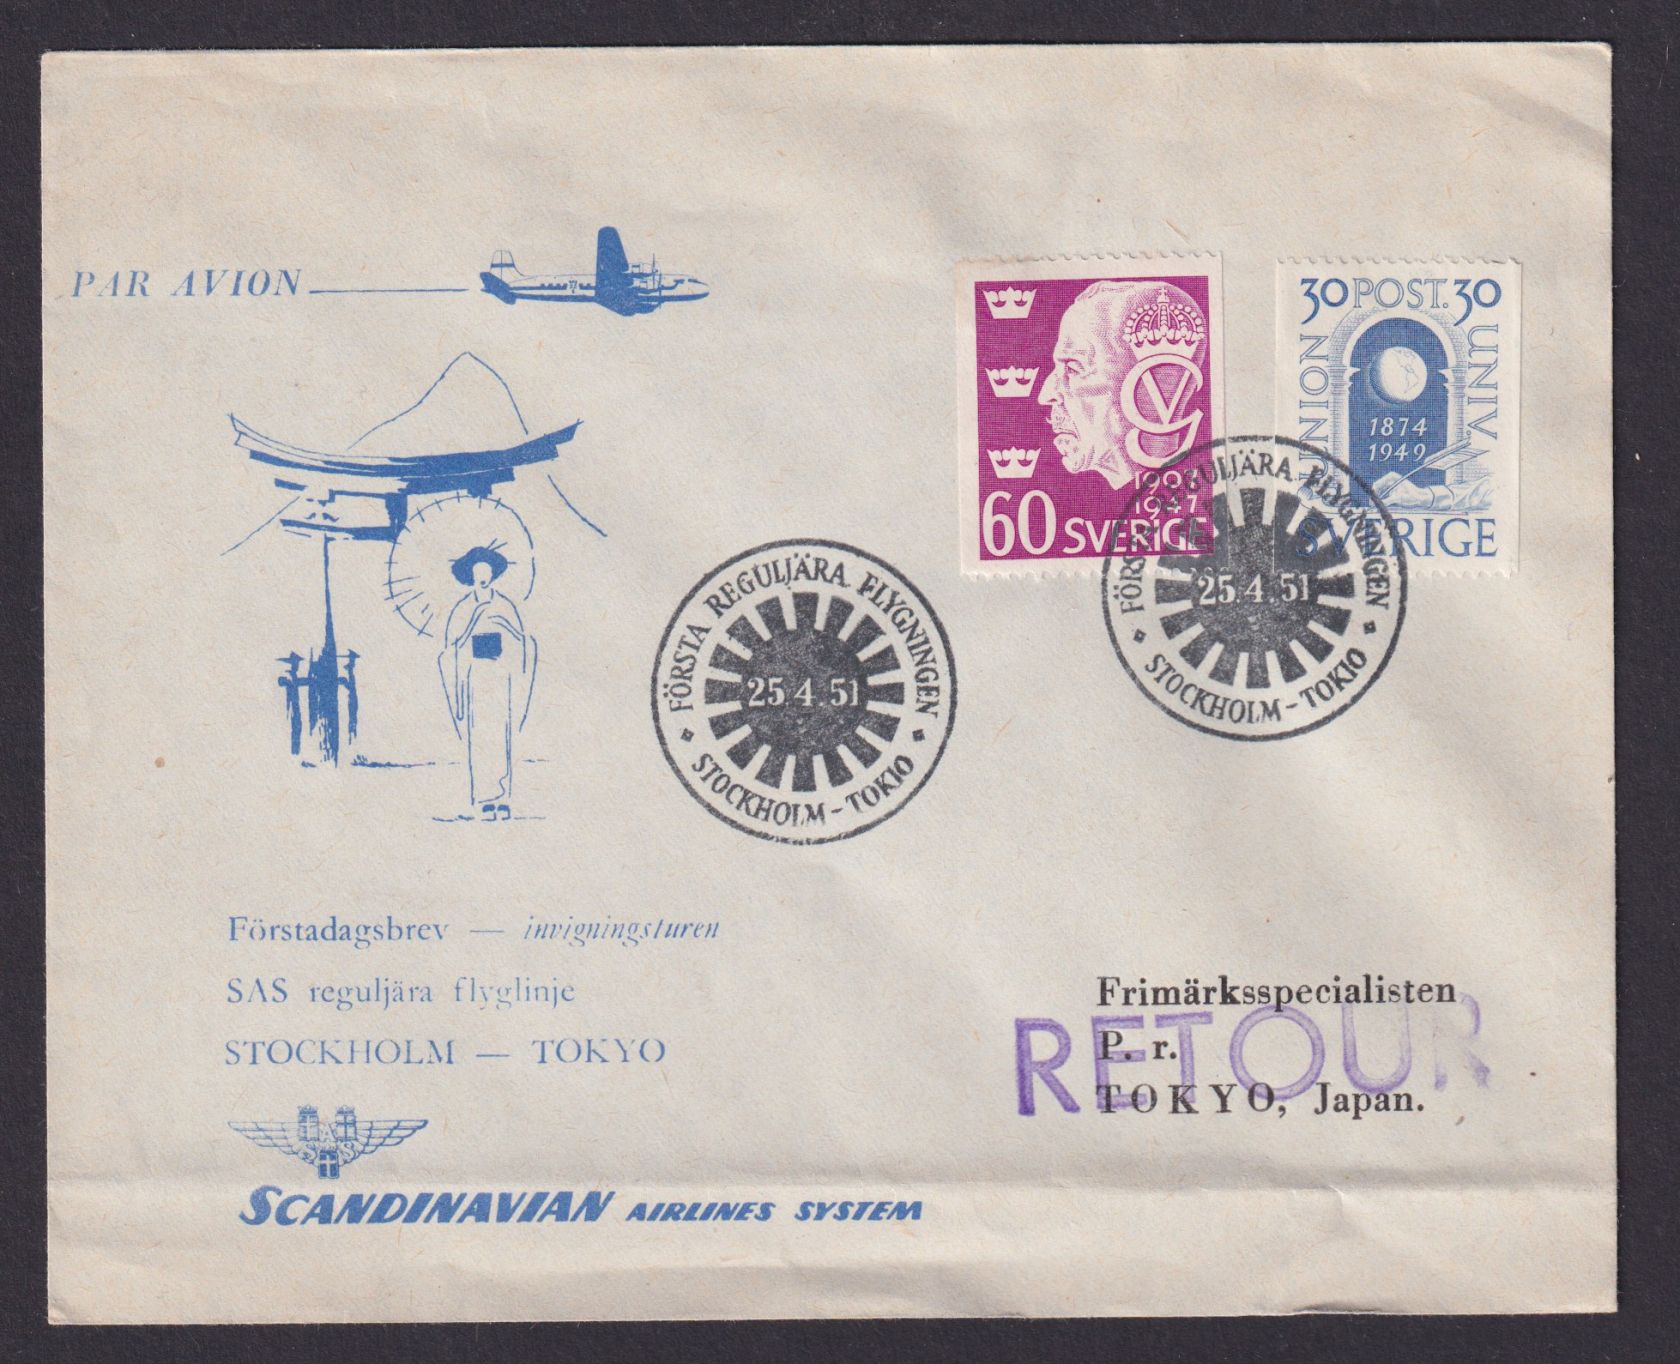 PAR AVION
60 SVERIGE
1907
1947
30 POST. 30
UNION UNIV.
1874
1949
SVERIGE
FÖRSTA REGULJÄRA FLYGNINGEN
25.4.51
STOCKHOLM - TOKIO
FÖRSTA REGULJÄRA FLYGNINGEN
25.4.51
STOCKHOLM - TOKIO
Förstadagsbrev — invigningsturen
SAS reguljära flyglinje
STOCKHOLM — TOKYO
SAS
SCANDINAVIAN AIRLINES SYSTEM
Frimärksspecialisten
P. r.
TOKYO, Japan.
RETOUR